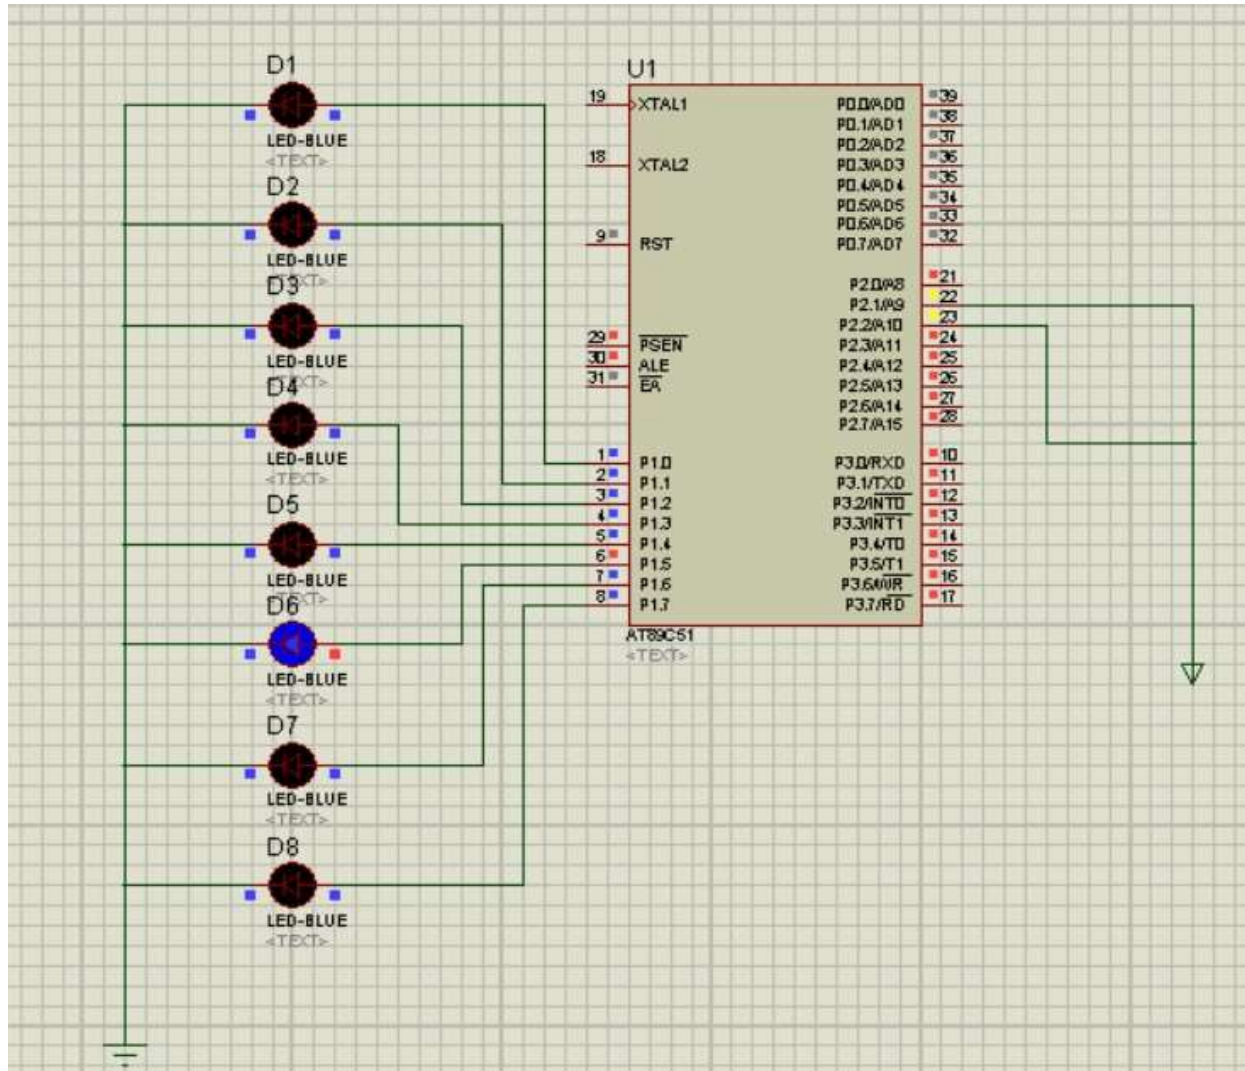 D1
LED-BLUE
<TEXT>
D2
LED-BLUE
<TEXT>
D3
LED-BLUE
<TEXT>
D4
LED-BLUE
<TEXT>
D5
LED-BLUE
<TEXT>
D6
LED-BLUE
<TEXT>
D7
LED-BLUE
<TEXT>
D8
LED-BLUE
<TEXT>
U1
19 XTAL1
18 XTAL2
9 RST
29 PSEN
30 ALE
31 EA
1 P1.0
2 P1.1
3 P1.2
4 P1.3
5 P1.4
6 P1.5
7 P1.6
8 P1.7
P0.0/AD0 39
P0.1/AD1 38
P0.2/AD2 37
P0.3/AD3 36
P0.4/AD4 35
P0.5/AD5 34
P0.6/AD6 33
P0.7/AD7 32
P2.0/A8 21
P2.1/A9 22
P2.2/A10 23
P2.3/A11 24
P2.4/A12 25
P2.5/A13 26
P2.6/A14 27
P2.7/A15 28
P3.0/RXD 10
P3.1/TXD 11
P3.2/INT0 12
P3.3/INT1 13
P3.4/T0 14
P3.5/T1 15
P3.6/WR 16
P3.7/RD 17
AT89C51
<TEXT>